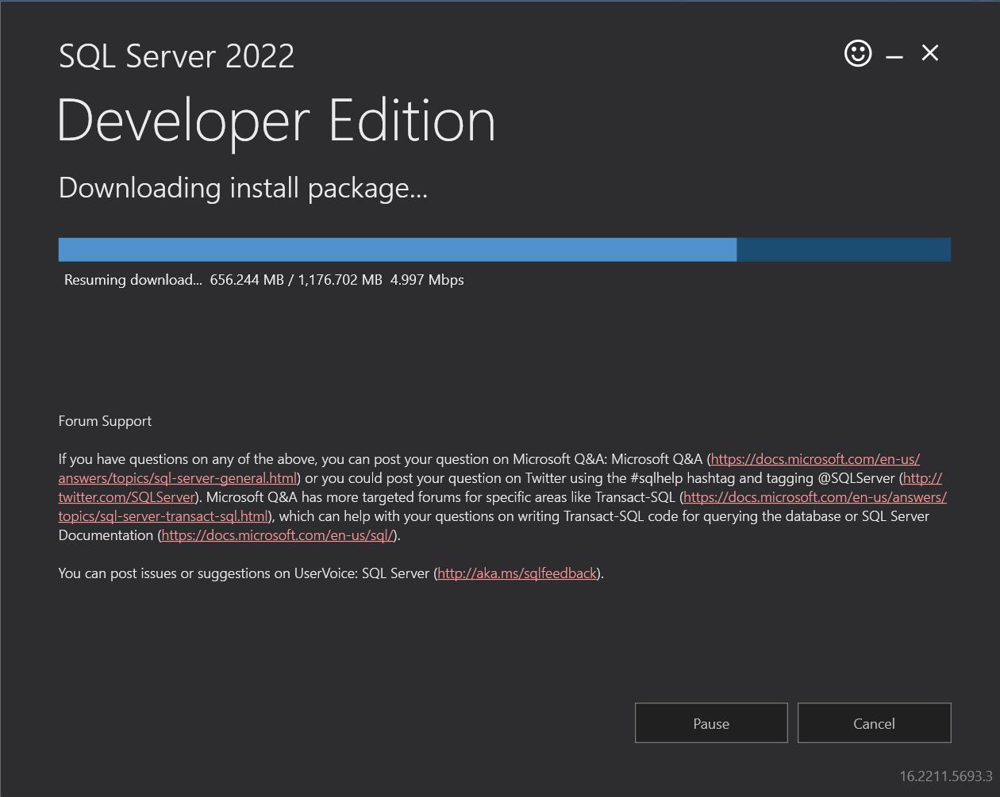 SQL Server 2022
Developer Edition
Downloading install package...
Resuming download... 656.244 MB / 1,176.702 MB 4.997 Mbps
Forum Support
If you have questions on any of the above, you can post your question on Microsoft Q&A: Microsoft Q&A (https://docs.microsoft.com/en-us/
answers/topics/sql-server-general.html) or you could post your question on Twitter using the #sqlhelp hashtag and tagging @SQLServer (http://
twitter.com/SQLServer). Microsoft Q&A has more targeted forums for specific areas like Transact-SQL (https://docs.microsoft.com/en-us/answers/
topics/sql-server-transact-sql.html), which can help with your questions on writing Transact-SQL code for querying the database or SQL Server
Documentation (https://docs.microsoft.com/en-us/sql/).
You can post issues or suggestions on UserVoice: SQL Server (http://aka.ms/sqlfeedback).
Pause
Cancel
16.2211.5693.3